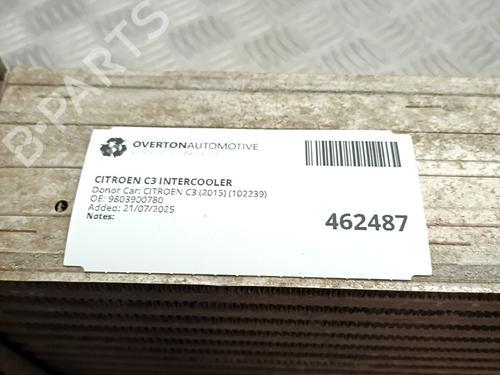 B-PARTS
OVERTONAUTOMOTIVE
CITROEN C3 INTERCOOLER
Donor Car: CITROEN C3 (2015) (102239)
OE: 9803900780
Added: 21/07/2025
Notes:
462487